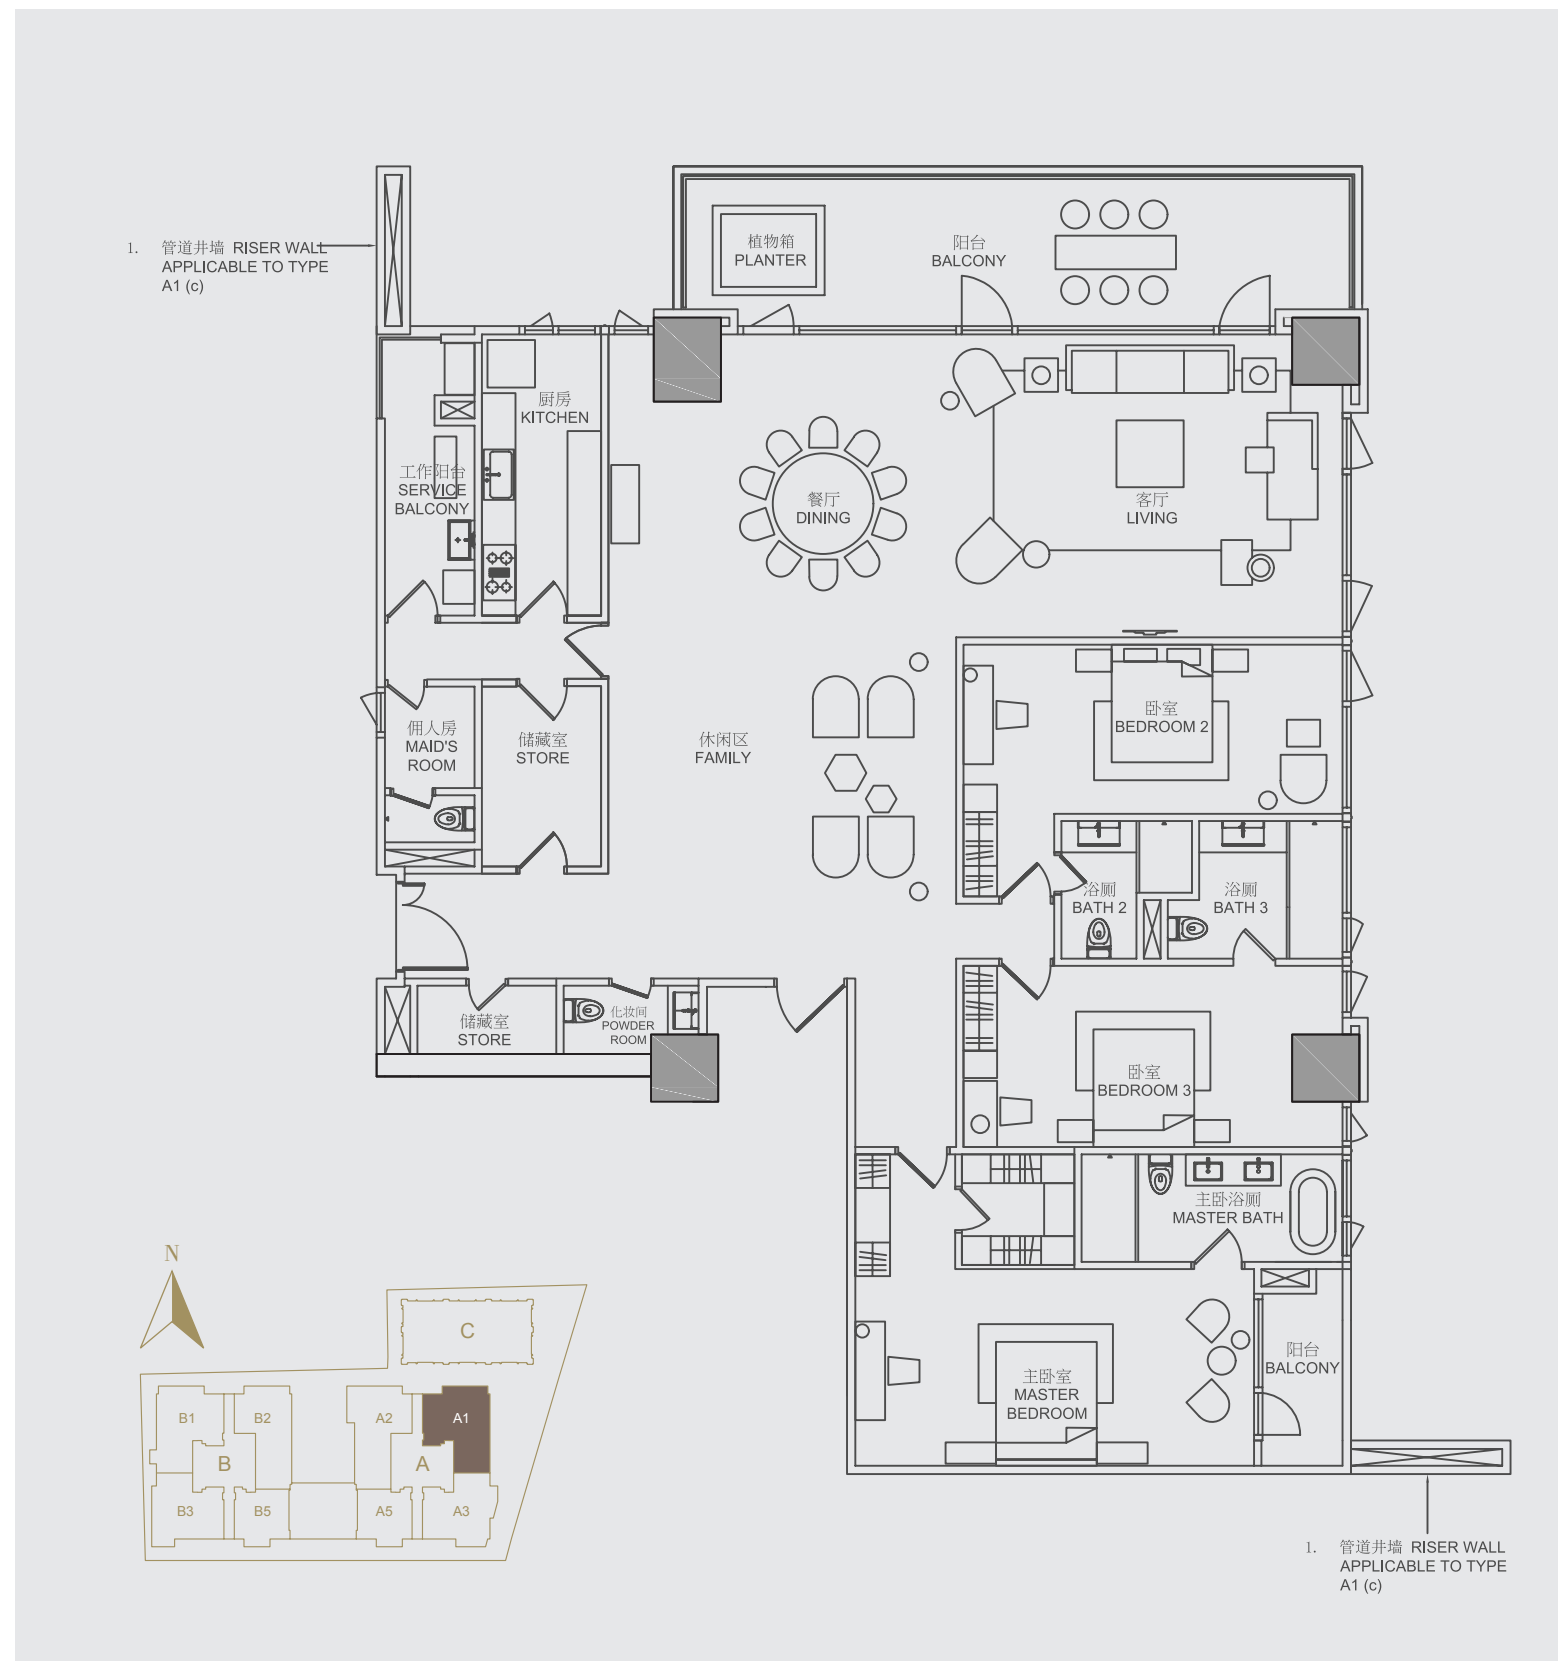 植物箱
PLANTER
阳台
BALCONY
1. 管道井墙 RISER WALL
APPLICABLE TO TYPE
A1 (c)
厨房
KITCHEN
工作阳台
SERVICE
BALCONY
餐厅
DINING
客厅
LIVING
佣人房
MAID'S
ROOM
储藏室
STORE
休闲区
FAMILY
卧室
BEDROOM 2
浴厕
BATH 2
浴厕
BATH 3
储藏室
STORE
化妆间
POWDER
ROOM
卧室
BEDROOM 3
主卧浴厕
MASTER BATH
主卧室
MASTER
BEDROOM
阳台
BALCONY
N
C
B1
B2
A2
A1
B
A
B3
B5
A5
A3
1. 管道井墙 RISER WALL
APPLICABLE TO TYPE
A1 (c)